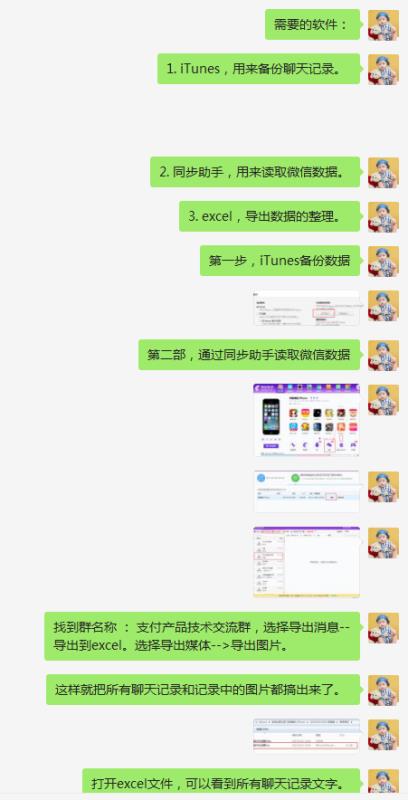 需要的软件：
1. iTunes，用来备份聊天记录。
2. 同步助手，用来读取微信数据。
3. excel，导出数据的整理。
第一步，iTunes备份数据
第二部，通过同步助手读取微信数据
找到群名称 ： 支付产品技术交流群，选择导出消息--
导出到excel。选择导出媒体-->导出图片。
这样就把所有聊天记录和记录中的图片都搞出来了。
打开excel文件，可以看到所有聊天记录文字。